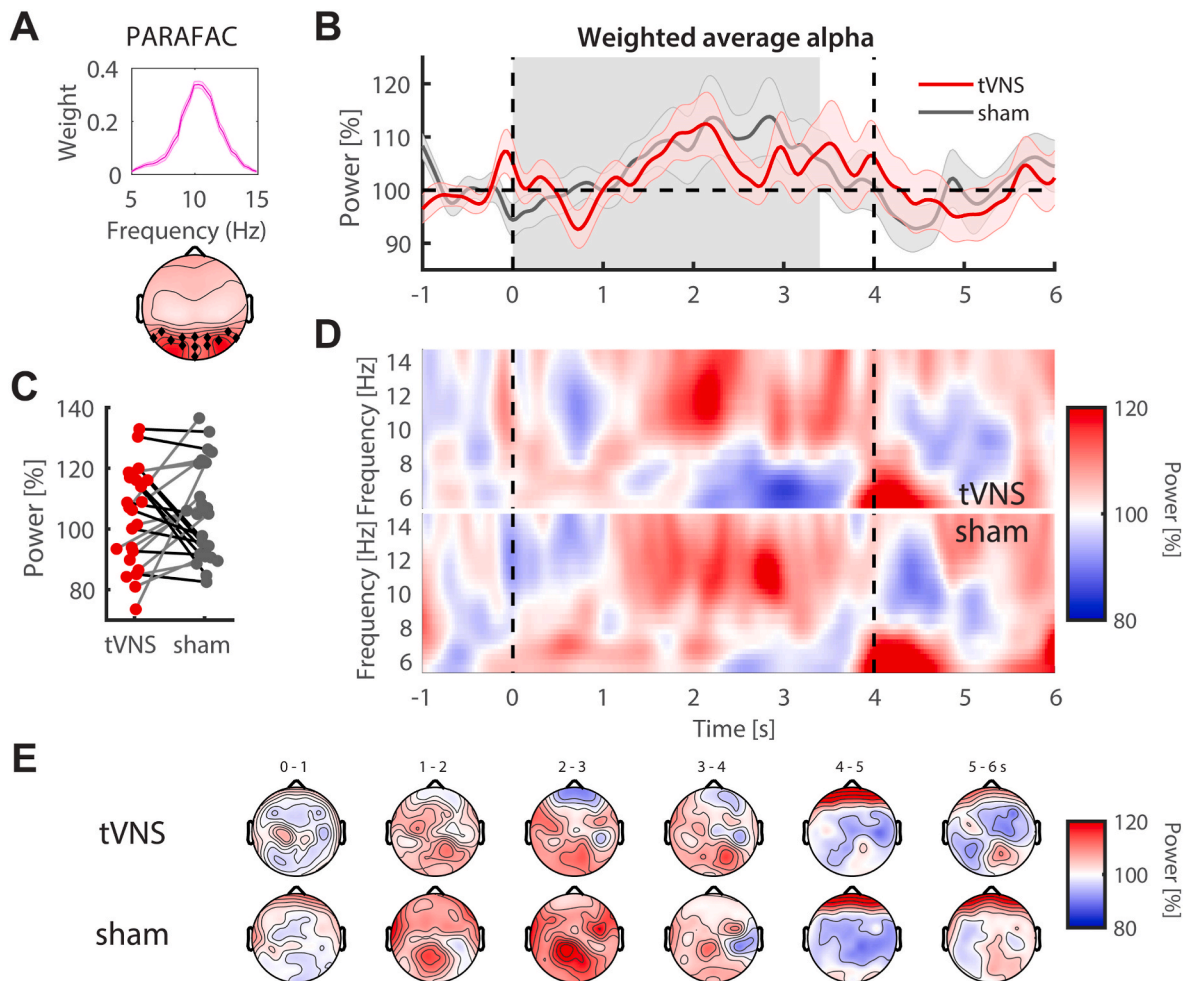 A
PARAFAC
0.4
0.2
0
Weight
5 10 15
Frequency (Hz)
B
Weighted average alpha
120
110
100
90
Power [%]
tVNS
sham
-1 0 1 2 3 4 5 6
C
140
120
100
80
Power [%]
tVNS sham
D
14
12
10
8
6
Frequency [Hz]
tVNS
sham
14
12
10
8
6
Frequency [Hz]
-1 0 1 2 3 4 5 6
Time [s]
120
100
80
Power [%]
E
0 - 1 1 - 2 2 - 3 3 - 4 4 - 5 5 - 6 s
tVNS
sham
120
100
80
Power [%]